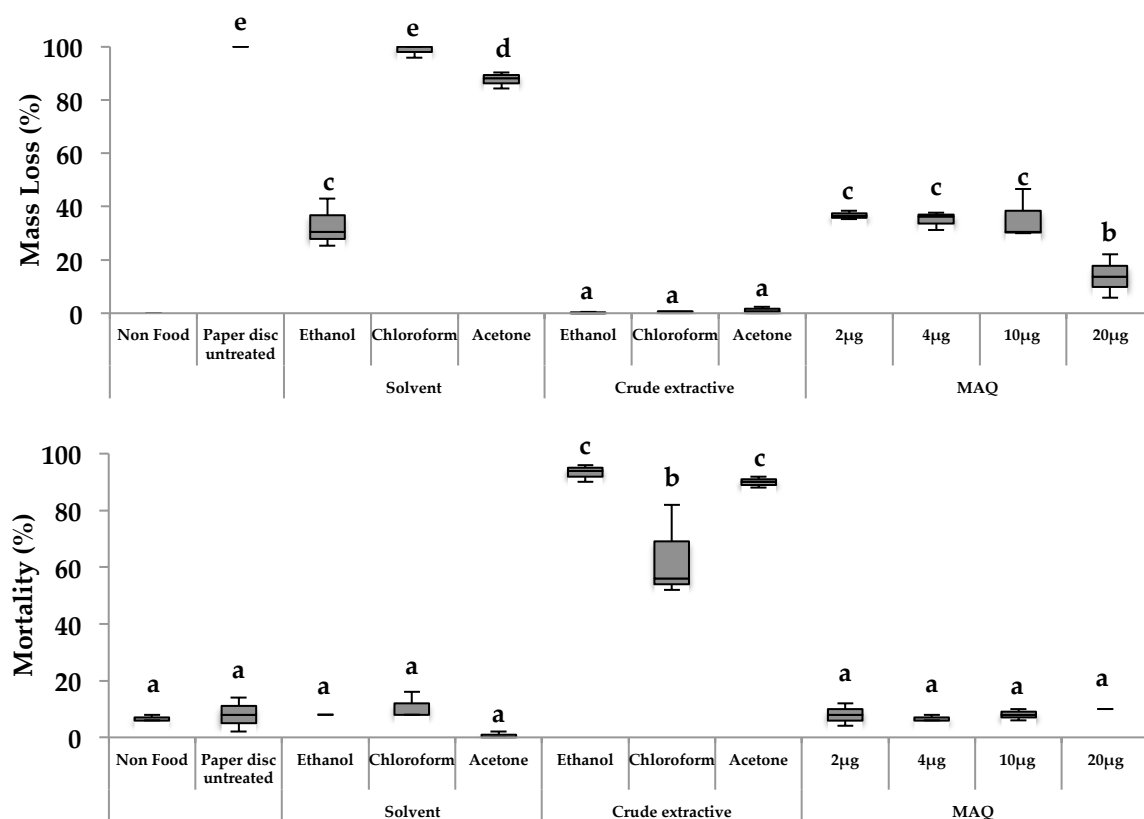 e
e
d
100
80
60
c
40
c
c
c
b
20
a
a
a
0
Mass Loss (%)
Non Food
Paper disc
untreated
Ethanol
Chloroform
Acetone
Ethanol
Chloroform
Acetone
2µg
4µg
10µg
20µg
Solvent
Crude extractive
MAQ
100
c
b
c
80
60
40
20
a
a
a
a
a
a
a
a
a
0
Mortality (%)
Non Food
Paper disc
untreated
Ethanol
Chloroform
Acetone
Ethanol
Chloroform
Acetone
2µg
4µg
10µg
20µg
Solvent
Crude extractive
MAQ